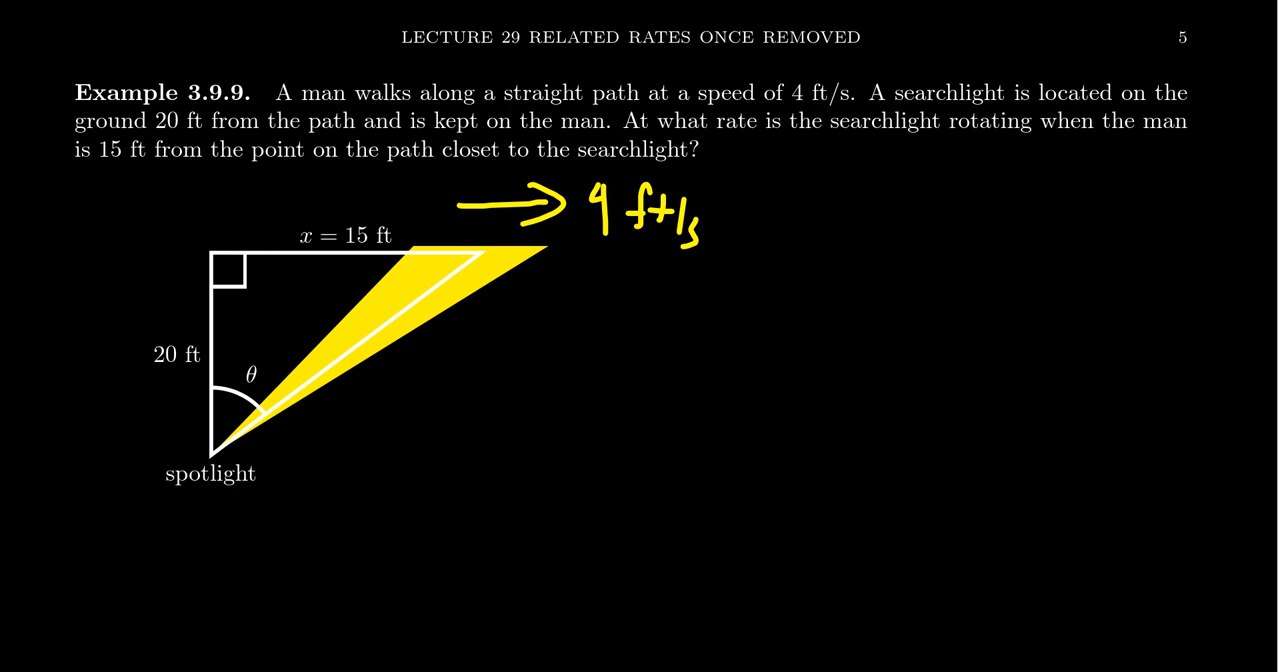 LECTURE 29 RELATED RATES ONCE REMOVED 5
Example 3.9.9. A man walks along a straight path at a speed of 4 ft/s. A searchlight is located on the
ground 20 ft from the path and is kept on the man. At what rate is the searchlight rotating when the man
is 15 ft from the point on the path closet to the searchlight?
4 ft/s
x = 15 ft
20 ft
θ
spotlight